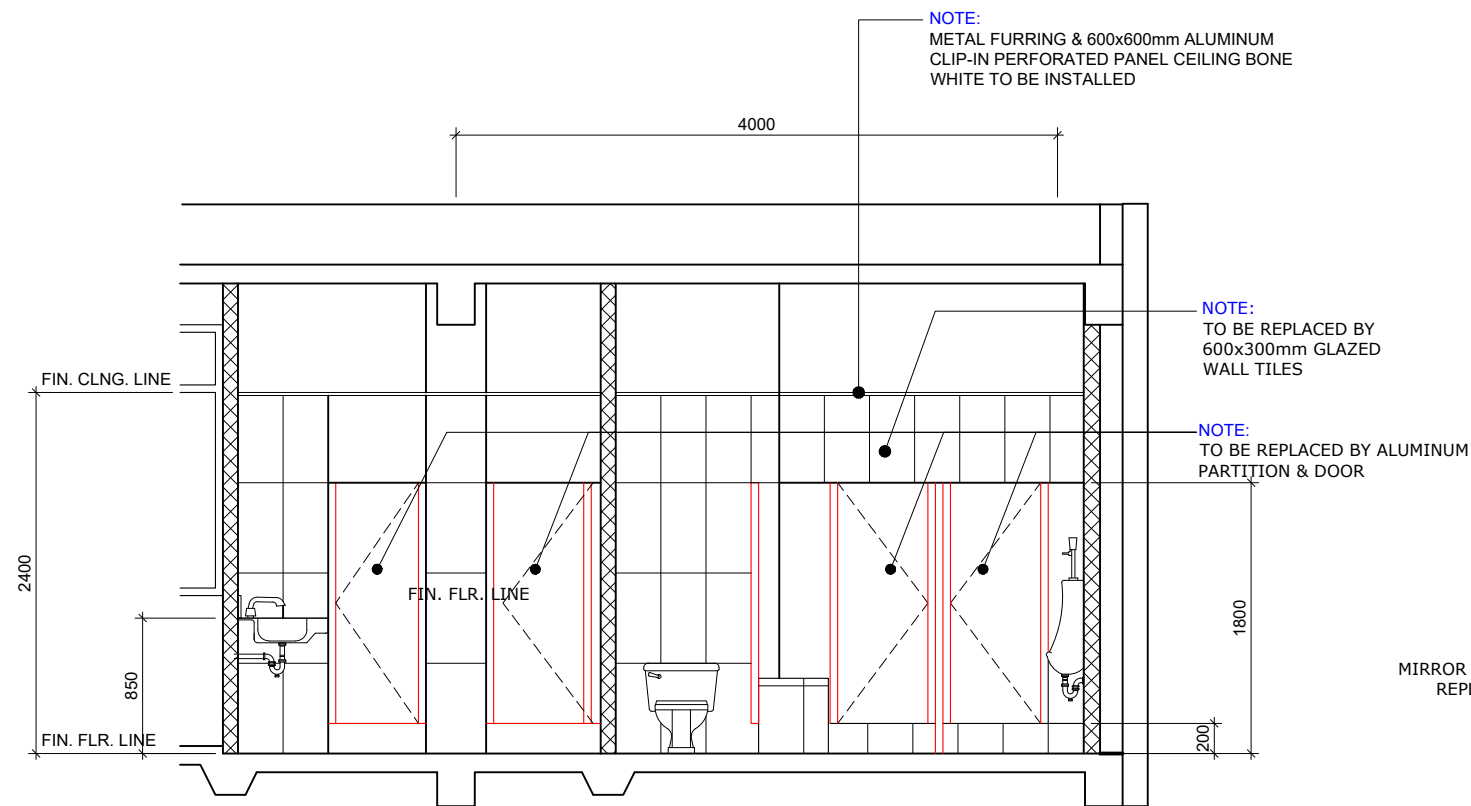 NOTE:
METAL FURRING & 600x600mm ALUMINUM
CLIP-IN PERFORATED PANEL CEILING BONE
WHITE TO BE INSTALLED
4000
NOTE:
TO BE REPLACED BY
600x300mm GLAZED
WALL TILES
FIN. CLNG. LINE
NOTE:
TO BE REPLACED BY ALUMINUM
PARTITION & DOOR
2400
FIN. FLR. LINE
1800
850
MIRROR
FIN. FLR. LINE
200